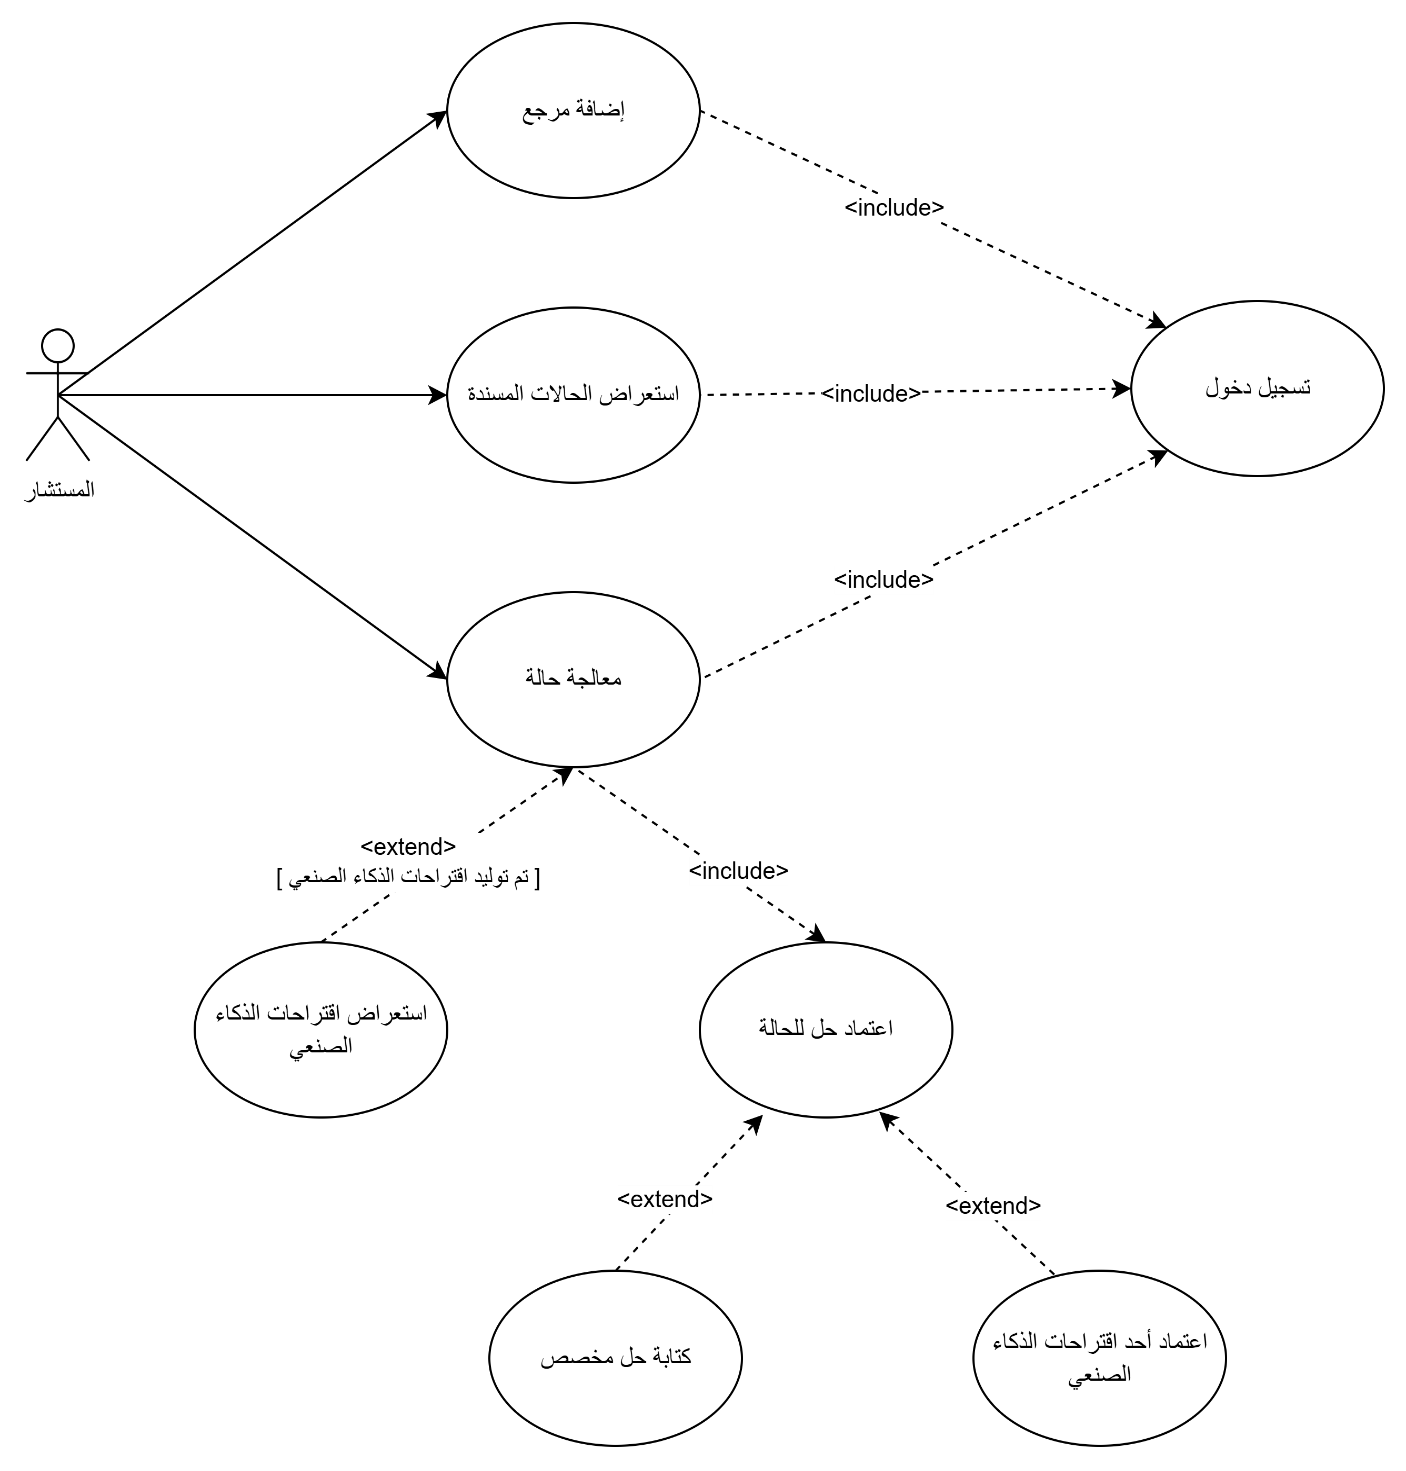 إضافة مرجع
<include>
استعراض الحالات المسندة
<include>
تسجيل دخول
المستشار
<include>
معالجة حالة
<extend>
[ تم توليد اقتراحات الذكاء الصنعي ]
<include>
استعراض اقتراحات الذكاء
الصنعي
اعتماد حل للحالة
<extend>
<extend>
كتابة حل مخصص
اعتماد أحد اقتراحات الذكاء
الصنعي